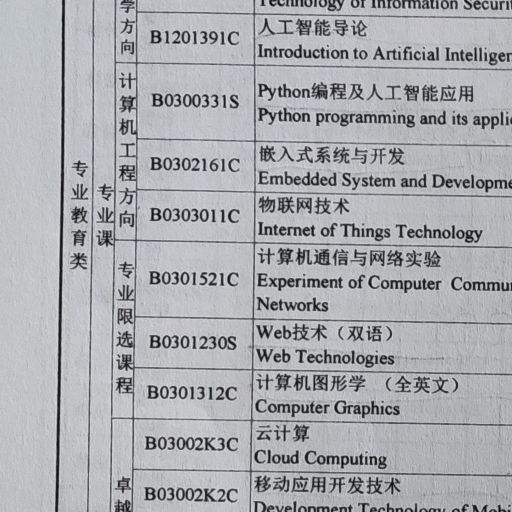 Technology of Information Securi
学
方
向
B1201391C
人工智能导论
Introduction to Artificial Intelligen
计
算
机
工
程
方
向
B0300331S
Python编程及人工智能应用
Python programming and its applic
B0302161C
嵌入式系统与开发
Embedded System and Developme
B0303011C
物联网技术
Internet of Things Technology
专
业
教
育
类
专
业
课
专
业
限
选
课
程
B0301521C
计算机通信与网络实验
Experiment of Computer Commu
Networks
B0301230S
Web技术（双语）
Web Technologies
B0301312C
计算机图形学 （全英文）
Computer Graphics
卓
越
B03002K3C
云计算
Cloud Computing
B03002K2C
移动应用开发技术
Development Technology of Mobi